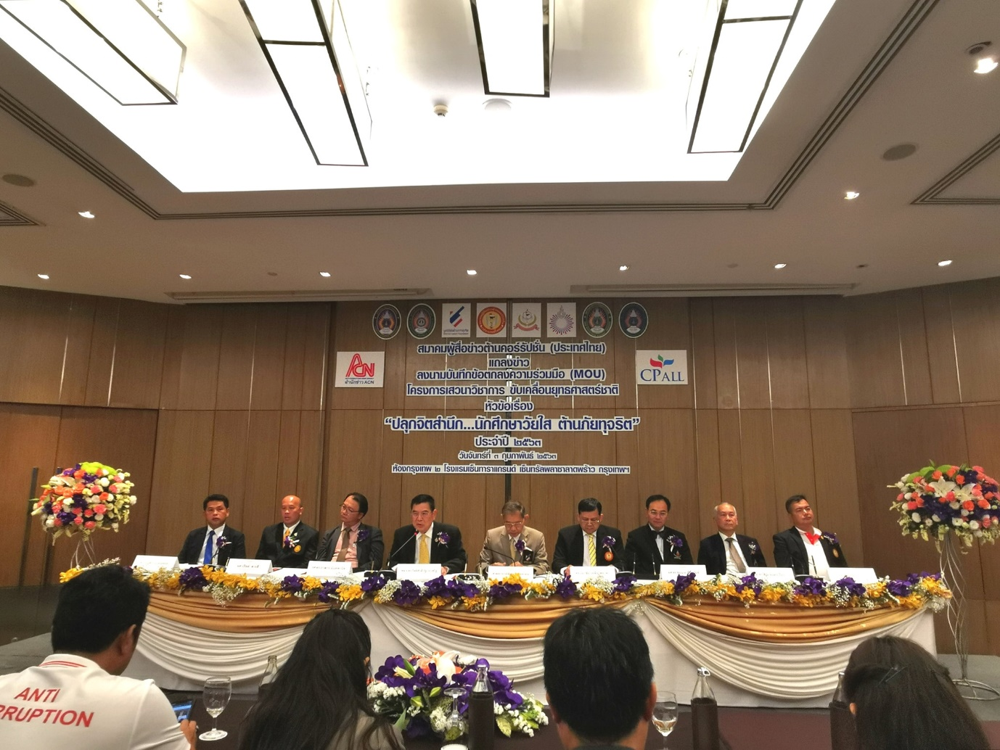 สมาคมผู้สื่อข่าวต้านคอร์รัปชั่น (ประเทศไทย)
แถลงข่าว
ลงนามบันทึกข้อตกลงความร่วมมือ (MOU)
โครงการเสวนาวิชาการ ขับเคลื่อนยุทธศาสตร์ชาติ
หัวข้อเรื่อง
“ปลุกจิตสำนึก...นักศึกษาวัยใส ต้านภัยทุจริต”
ประจำปี ๒๕๖๓
วันจันทร์ที่ ๓ กุมภาพันธ์ ๒๕๖๓
ห้องกรุงเทพ ๒ โรงแรมเซ็นทาราแกรนด์ เซ็นทรัลพลาซาลาดพร้าว กรุงเทพฯ
ACN
สำนักข่าว ACN
CPALL
ANTI
RRUPTION